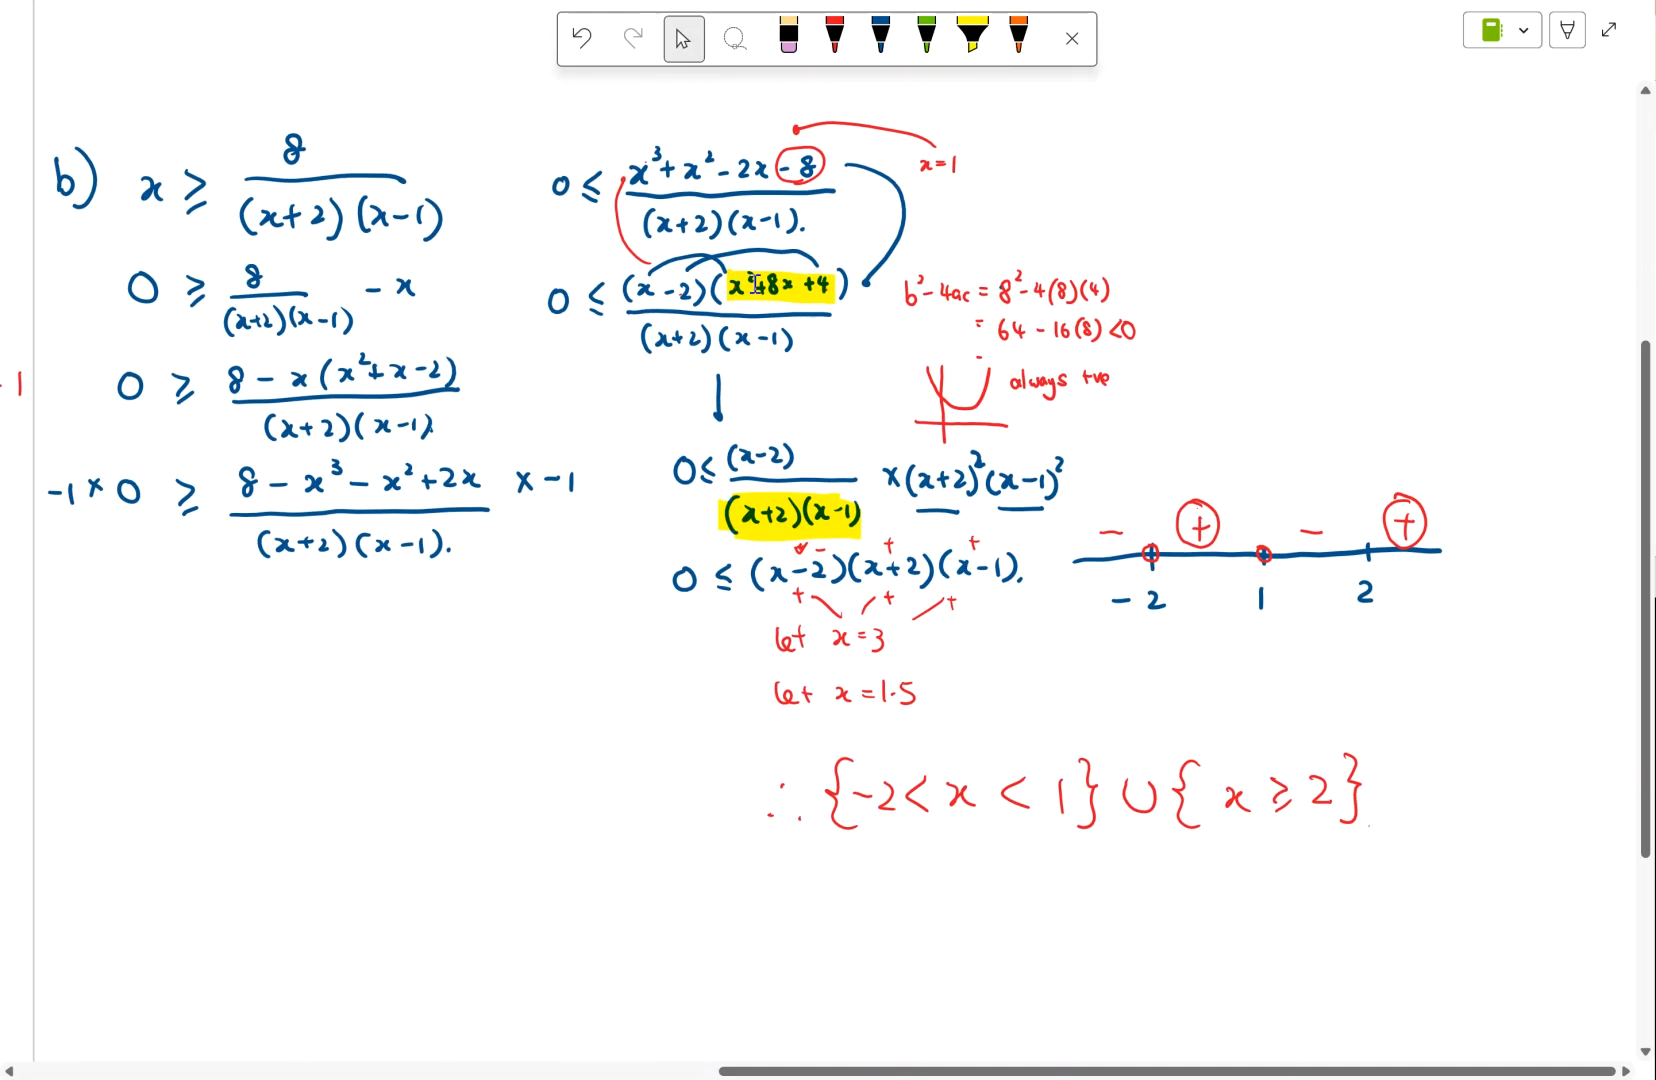 b) x ≥ 8 / (x+2)(x-1)
0 ≥ 8 / (x+2)(x-1) - x
0 ≥ 8 - x(x²+x-2) / (x+2)(x-1)
-1 × 0 ≥ 8 - x³ - x² + 2x / (x+2)(x-1). × -1
- 1
0 ≤ x³ + x² - 2x - 8 / (x+2)(x-1).
x=1
0 ≤ (x-2)(x²+8x+4) / (x+2)(x-1)
b²-4ac = 8²-4(8)(4)
= 64 - 16(8) <0
always +ve
0 ≤ (x-2) / (x+2)(x-1) ×(x+2)²(x-1)²
- + +
0 ≤ (x-2)(x+2)(x-1).
+ + +
let x=3
let x=1.5
- + - +
-2 1 2
∴ {-2 < x < 1} ∪ { x ≥ 2}